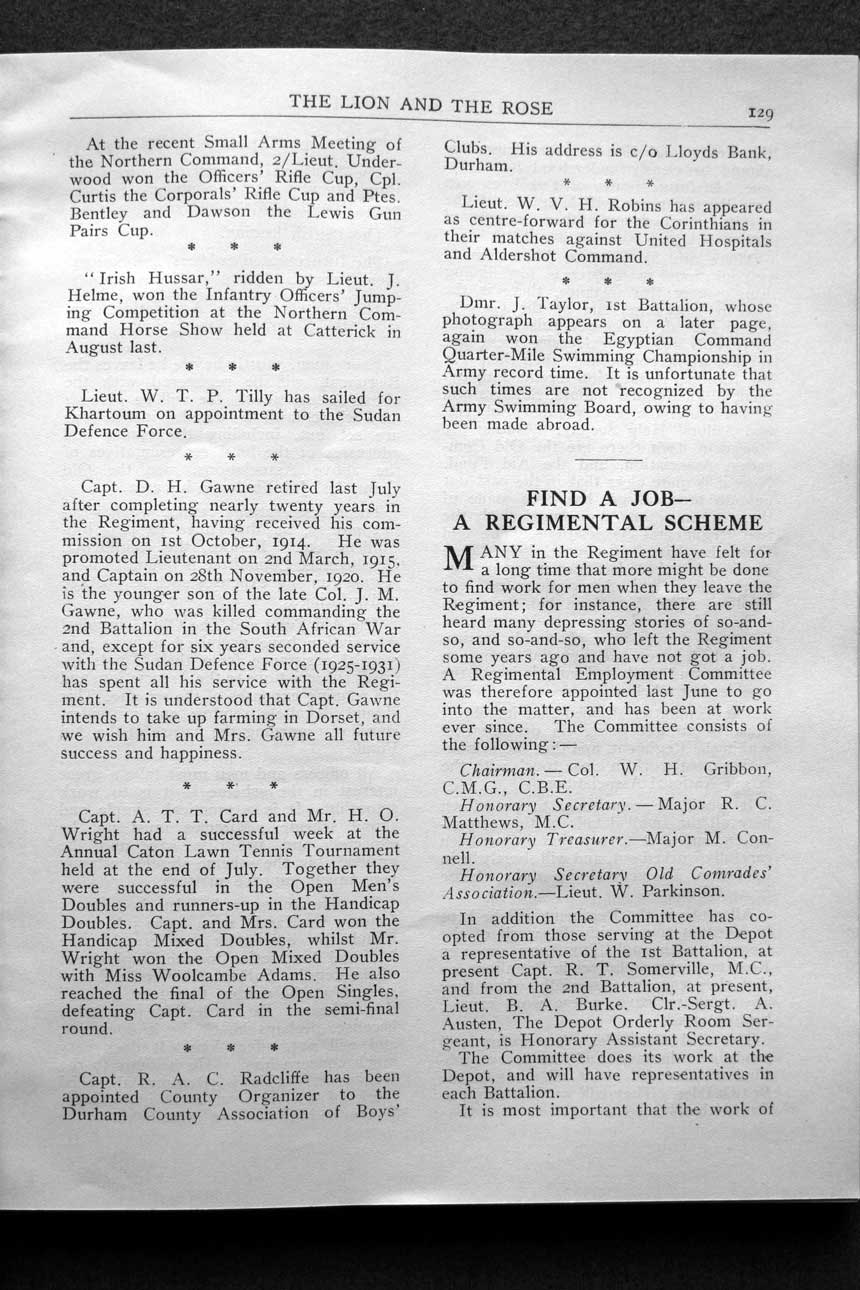 THE LION AND THE ROSE
129
At the recent Small Arms Meeting of
the Northern Command, 2/Lieut. Under-
wood won the Officers' Rifle Cup, Cpl.
Curtis the Corporals' Rifle Cup and Ptes.
Bentley and Dawson the Lewis Gun
Pairs Cup.
* * *
"Irish Hussar," ridden by Lieut. J.
Helme, won the Infantry Officers' Jump-
ing Competition at the Northern Com-
mand Horse Show held at Catterick in
August last.
* * *
Lieut. W. T. P. Tilly has sailed for
Khartoum on appointment to the Sudan
Defence Force.
* * *
Capt. D. H. Gawne retired last July
after completing nearly twenty years in
the Regiment, having received his com-
mission on 1st October, 1914. He was
promoted Lieutenant on 2nd March, 1915,
and Captain on 28th November, 1920. He
is the younger son of the late Col. J. M.
Gawne, who was killed commanding the
2nd Battalion in the South African War
and, except for six years seconded service
with the Sudan Defence Force (1925-1931)
has spent all his service with the Regi-
ment. It is understood that Capt. Gawne
intends to take up farming in Dorset, and
we wish him and Mrs. Gawne all future
success and happiness.
* * *
Capt. A. T. T. Card and Mr. H. O.
Wright had a successful week at the
Annual Caton Lawn Tennis Tournament
held at the end of July. Together they
were successful in the Open Men's
Doubles and runners-up in the Handicap
Doubles. Capt. and Mrs. Card won the
Handicap Mixed Doubles, whilst Mr.
Wright won the Open Mixed Doubles
with Miss Woolcambe Adams. He also
reached the final of the Open Singles,
defeating Capt. Card in the semi-final
round.
* * *
Capt. R. A. C. Radcliffe has been
appointed County Organizer to the
Durham County Association of Boys'
Clubs. His address is c/o Lloyds Bank,
Durham.
* * *
Lieut. W. V. H. Robins has appeared
as centre-forward for the Corinthians in
their matches against United Hospitals
and Aldershot Command.
* * *
Dmr. J. Taylor, 1st Battalion, whose
photograph appears on a later page,
again won the Egyptian Command
Quarter-Mile Swimming Championship in
Army record time. It is unfortunate that
such times are not recognized by the
Army Swimming Board, owing to having
been made abroad.
FIND A JOB—
A REGIMENTAL SCHEME
MANY in the Regiment have felt for
a long time that more might be done
to find work for men when they leave the
Regiment; for instance, there are still
heard many depressing stories of so-and-
so, and so-and-so, who left the Regiment
some years ago and have not got a job.
A Regimental Employment Committee
was therefore appointed last June to go
into the matter, and has been at work
ever since. The Committee consists of
the following:—
Chairman.—Col. W. H. Gribbon,
C.M.G., C.B.E.
Honorary Secretary.—Major R. C.
Matthews, M.C.
Honorary Treasurer.—Major M. Con-
nell.
Honorary Secretary Old Comrades'
Association.—Lieut. W. Parkinson.
In addition the Committee has co-
opted from those serving at the Depot
a representative of the 1st Battalion, at
present Capt. R. T. Somerville, M.C.,
and from the 2nd Battalion, at present,
Lieut. B. A. Burke. Clr.-Sergt. A.
Austen, The Depot Orderly Room Ser-
geant, is Honorary Assistant Secretary.
The Committee does its work at the
Depot, and will have representatives in
each Battalion.
It is most important that the work of